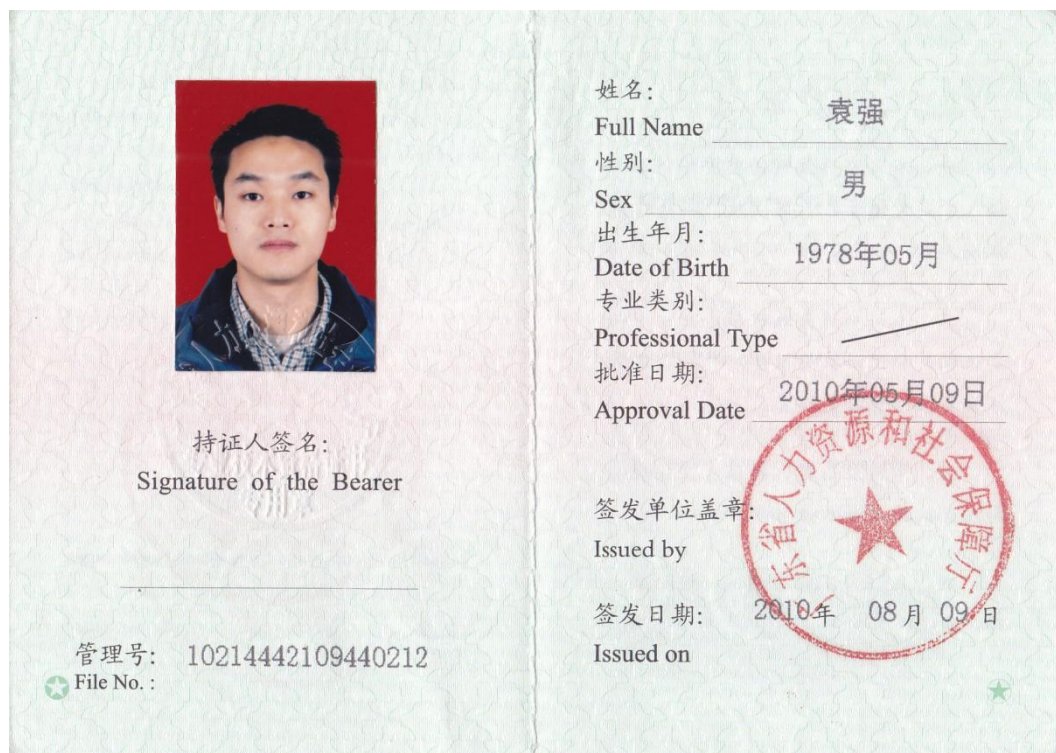 持证人签名:
Signature of the Bearer
管理号: 10214442109440212
File No. :
姓名: 袁强
Full Name
性别: 男
Sex
出生年月: 1978年05月
Date of Birth
专业类别:
Professional Type
批准日期: 2010年05月09日
Approval Date
签发单位盖章:
Issued by
广东省人力资源和社会保障厅
签发日期: 2010年 08月 09日
Issued on